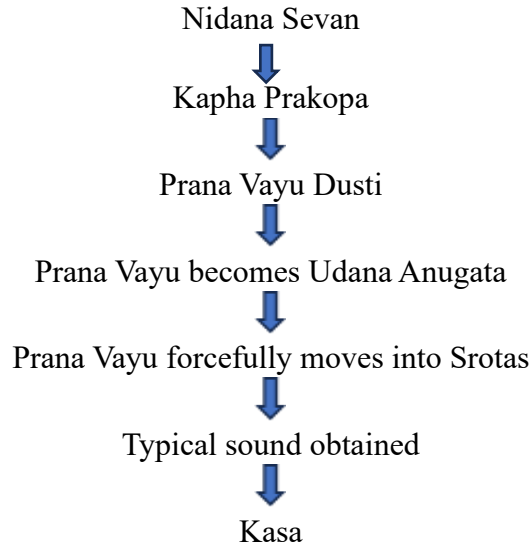 Nidana Sevan
Kapha Prakopa
Prana Vayu Dusti
Prana Vayu becomes Udana Anugata
Prana Vayu forcefully moves into Srotas
Typical sound obtained
Kasa